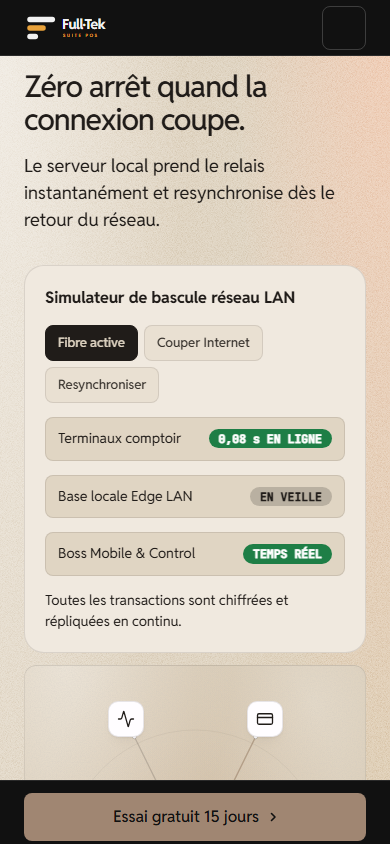 Full-Tek
SUITE POS
Zéro arrêt quand la
connexion coupe.
Le serveur local prend le relais
instantanément et resynchronise dès le
retour du réseau.
Simulateur de bascule réseau LAN
Fibre active
Couper Internet
Resynchroniser
Terminaux comptoir
0,08 s EN LIGNE
Base locale Edge LAN
EN VEILLE
Boss Mobile & Control
TEMPS RÉEL
Toutes les transactions sont chiffrées et
répliquées en continu.
Essai gratuit 15 jours